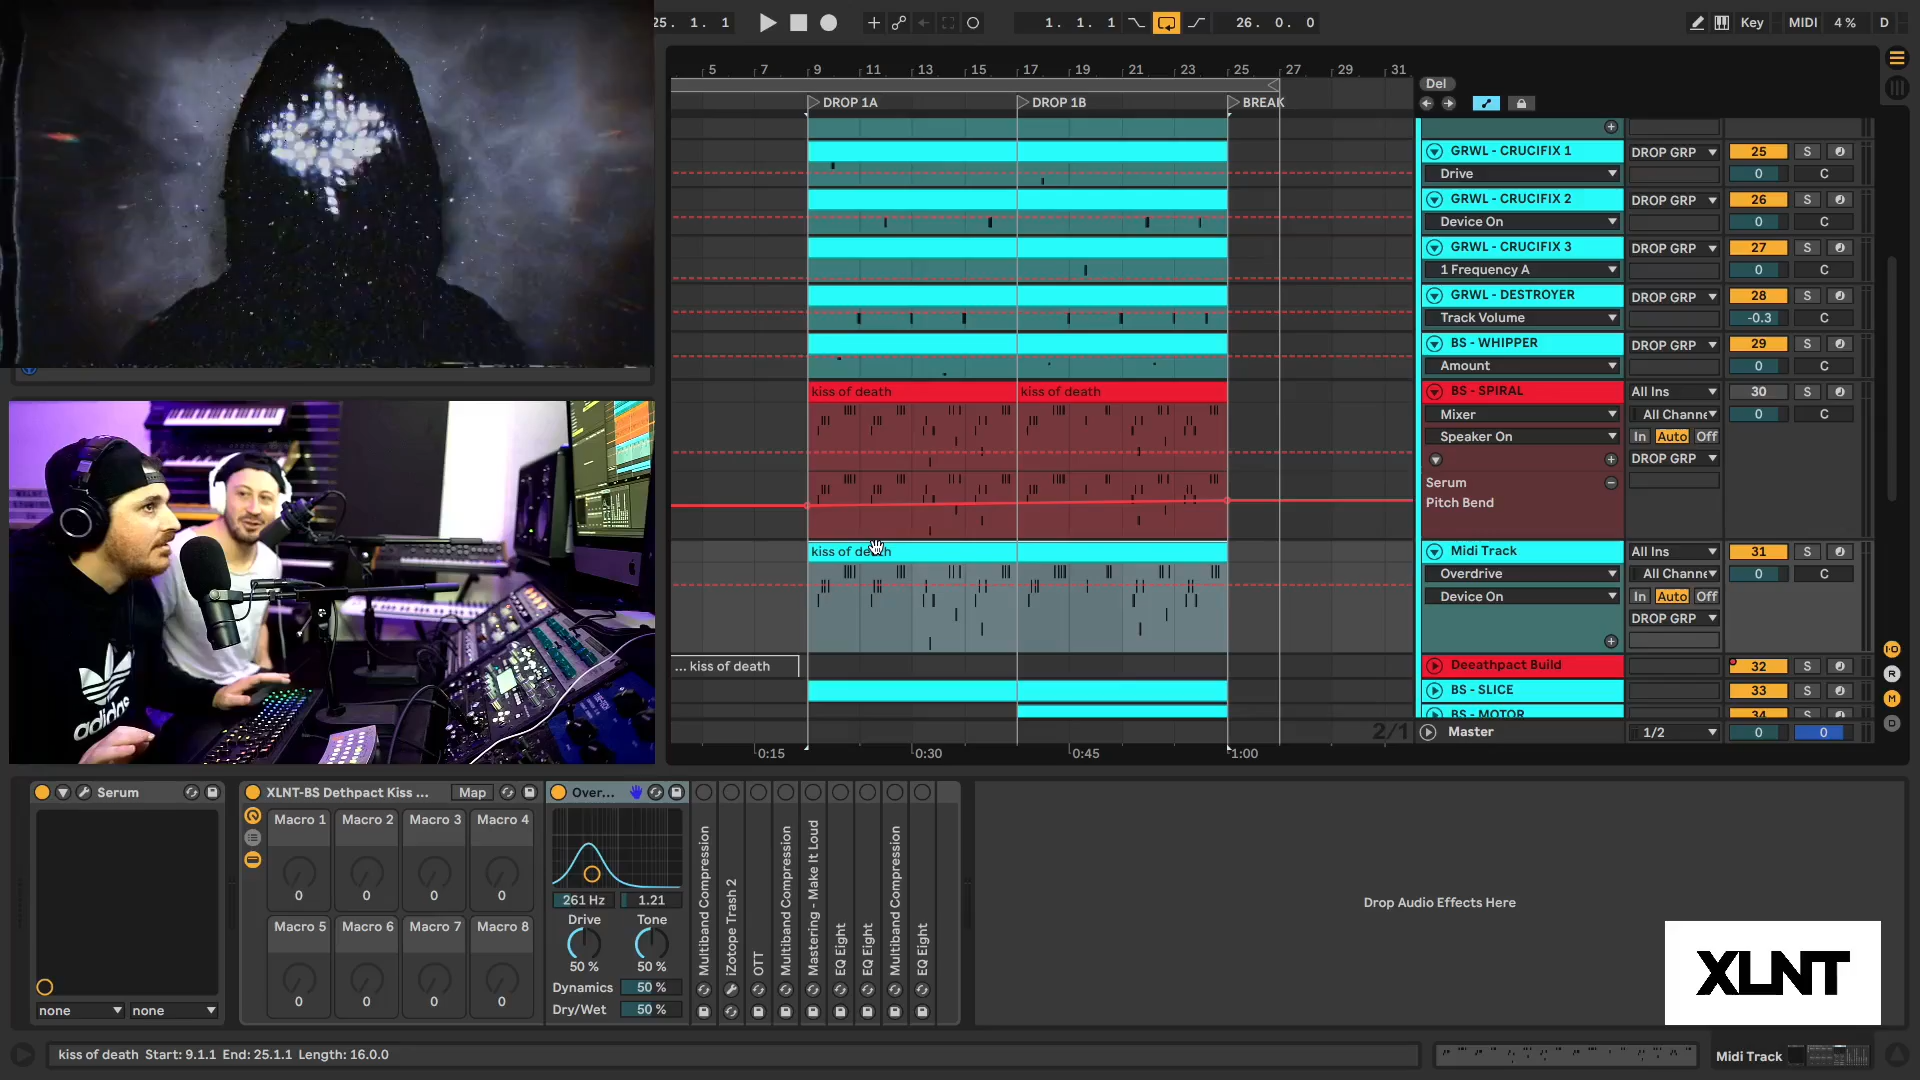 25. 1. 1
1. 1. 1
26. 0. 0
Key
MIDI
4 %
D
5 7 9 11 13 15 17 19 21 23 25 27 29 31
Del
DROP 1A
DROP 1B
BREAK
GRWL - CRUCIFIX 1
DROP GRP
25
S
Drive
0
C
GRWL - CRUCIFIX 2
DROP GRP
26
S
Device On
0
C
GRWL - CRUCIFIX 3
DROP GRP
27
S
1 Frequency A
0
C
GRWL - DESTROYER
DROP GRP
28
S
Track Volume
-0.3
C
BS - WHIPPER
DROP GRP
29
S
Amount
0
C
kiss of death
kiss of death
BS - SPIRAL
All Ins
30
S
Mixer
All Channe
0
C
Speaker On
In Auto Off
DROP GRP
Serum
Pitch Bend
kiss of death
Midi Track
All Ins
31
S
Overdrive
All Channe
0
C
Device On
In Auto Off
DROP GRP
... kiss of death
Deeathpact Build
32
S
BS - SLICE
33
S
BS - MOTOR
34
2/1
Master
1/2
0
0
0:15
0:30
0:45
1:00
adidas
Serum
none
none
XLNT-BS Dethpact Kiss ...
Map
Macro 1
Macro 2
Macro 3
Macro 4
0
0
0
0
Macro 5
Macro 6
Macro 7
Macro 8
0
0
0
0
Over...
261 Hz
1.21
Drive
Tone
50 %
50 %
Dynamics
50 %
Dry/Wet
50 %
Multiband Compression
iZotope Trash 2
OTT
Multiband Compression
Mastering - Make It Loud
EQ Eight
EQ Eight
Multiband Compression
EQ Eight
Drop Audio Effects Here
XLNT
kiss of death Start: 9.1.1 End: 25.1.1 Length: 16.0.0
Midi Track
I·O
R
M
D